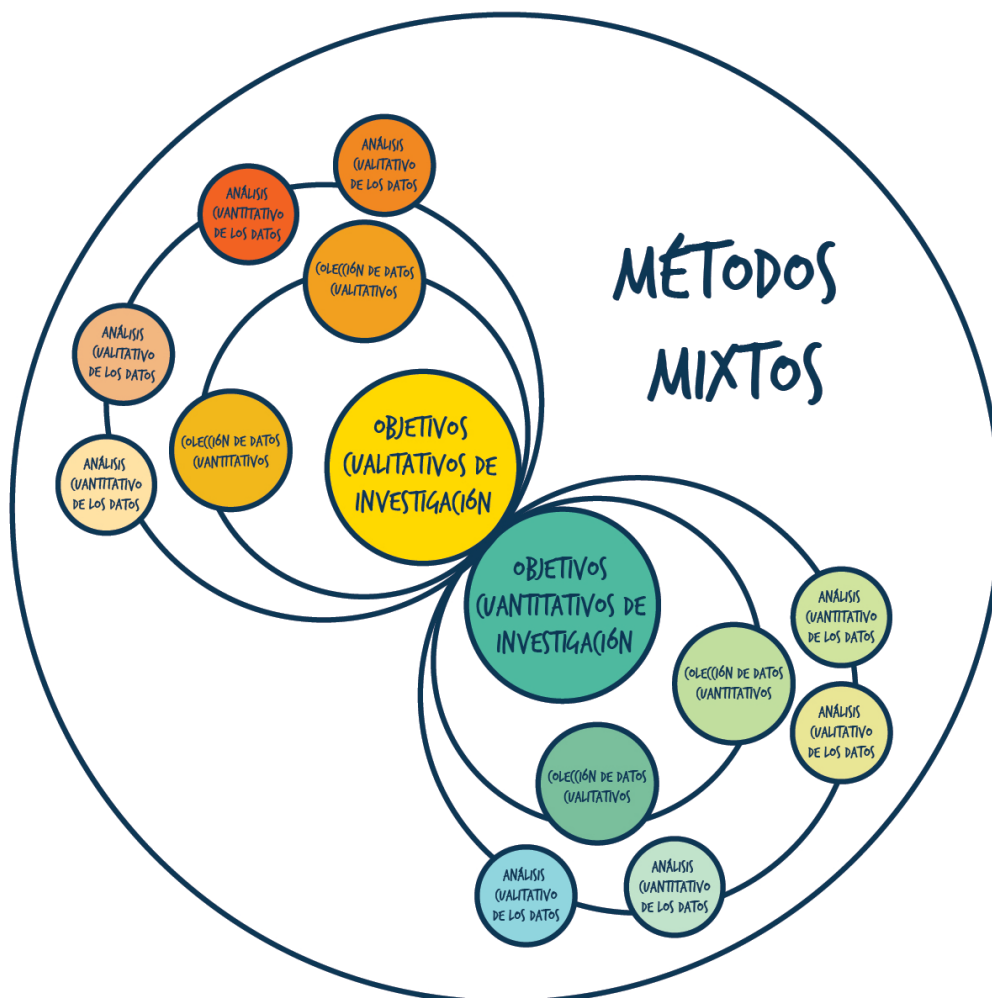 ANÁLISIS
CUALITATIVO
DE LOS DATOS
ANÁLISIS
CUANTITATIVO
DE LOS DATOS
COLECCIÓN DE DATOS
CUALITATIVOS
MÉTODOS
MIXTOS
ANÁLISIS
CUALITATIVO
DE LOS DATOS
COLECCIÓN DE DATOS
CUANTITATIVOS
OBJETIVOS
CUALITATIVOS DE
INVESTIGACIÓN
ANÁLISIS
CUANTITATIVO
DE LOS DATOS
OBJETIVOS
CUANTITATIVOS DE
INVESTIGACIÓN
ANÁLISIS
CUANTITATIVO
DE LOS DATOS
COLECCIÓN DE DATOS
CUANTITATIVOS
ANÁLISIS
CUALITATIVO
DE LOS DATOS
COLECCIÓN DE DATOS
CUALITATIVOS
ANÁLISIS
CUALITATIVO
DE LOS DATOS
ANÁLISIS
CUANTITATIVO
DE LOS DATOS